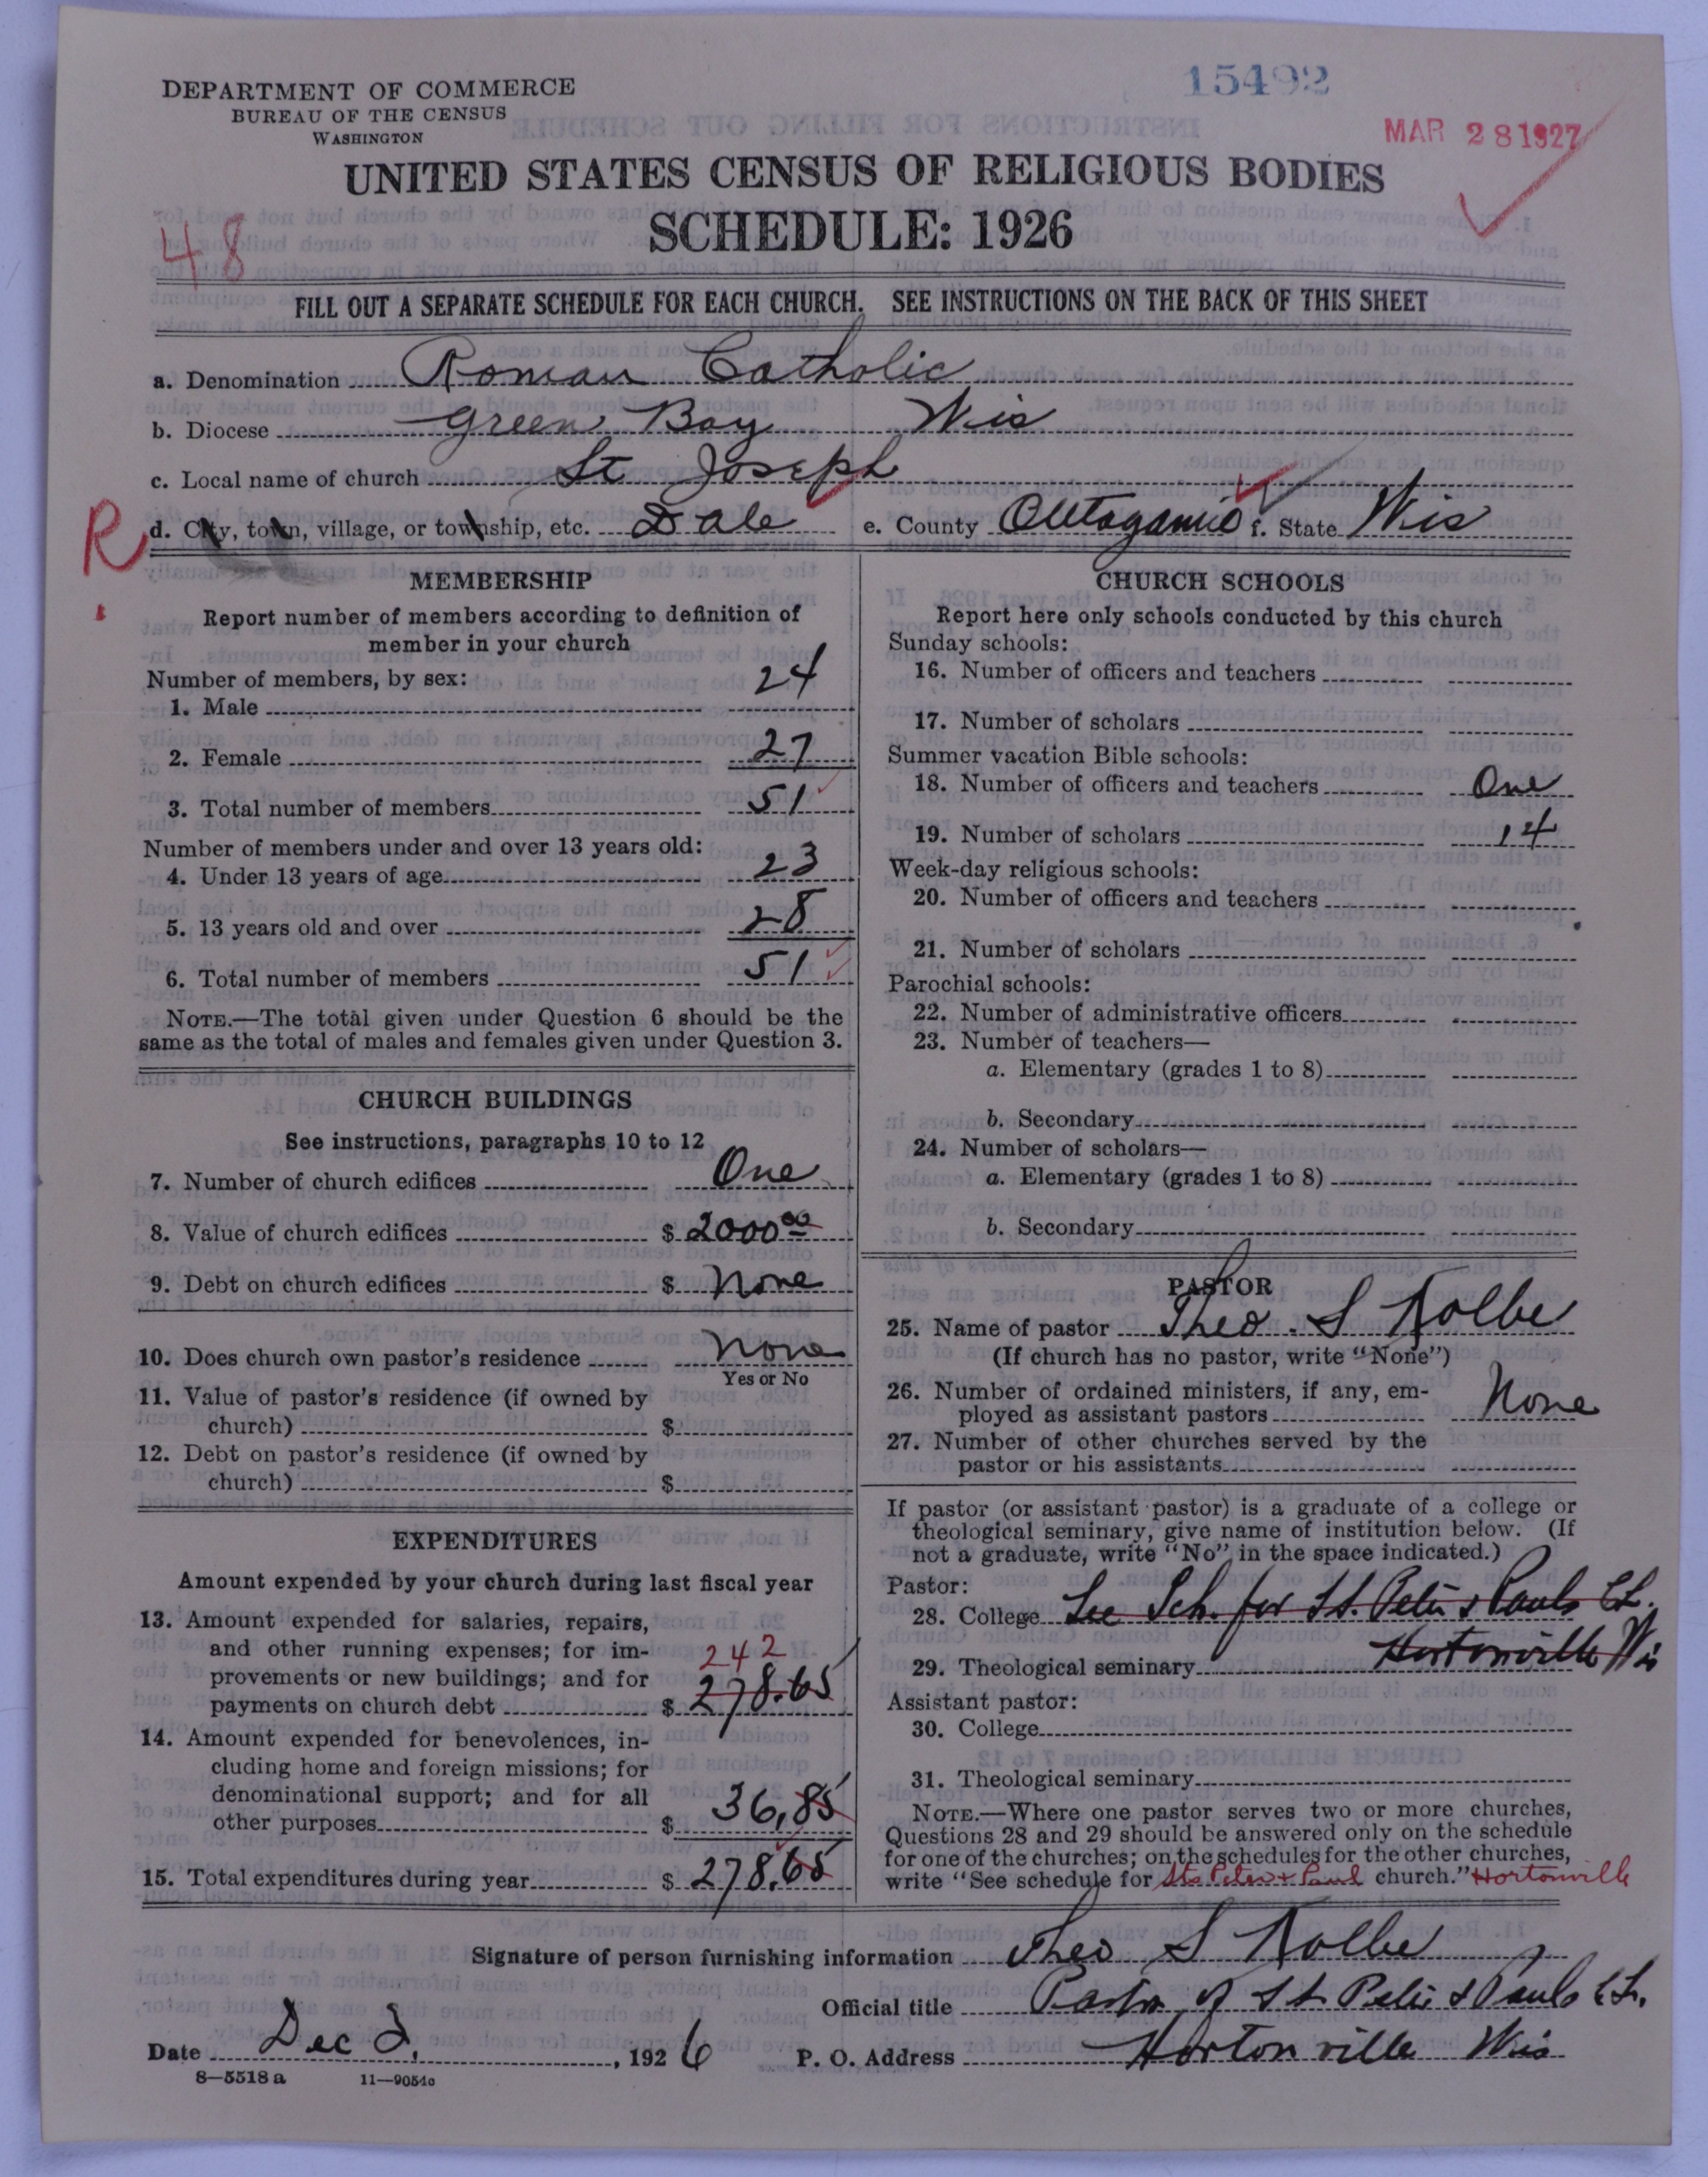 15492
DEPARTMENT OF COMMERCE
BUREAU OF THE CENSUS
WASHINGTON
MAR 28 1927
UNITED STATES CENSUS OF RELIGIOUS BODIES
SCHEDULE: 1926
48
FILL OUT A SEPARATE SCHEDULE FOR EACH CHURCH. SEE INSTRUCTIONS ON THE BACK OF THIS SHEET
a. Denomination Roman Catholic
b. Diocese Green Bay Wis
c. Local name of church St Joseph
R d. City, town, village, or township, etc. Dale e. County Outagamie f. State Wis
MEMBERSHIP
Report number of members according to definition of
member in your church
Number of members, by sex:
1. Male 24
2. Female 27
3. Total number of members 51
Number of members under and over 13 years old:
4. Under 13 years of age 23
5. 13 years old and over 28
6. Total number of members 51
NOTE.—The total given under Question 6 should be the
same as the total of males and females given under Question 3.
CHURCH BUILDINGS
See instructions, paragraphs 10 to 12
7. Number of church edifices One
8. Value of church edifices $ 2000 00
9. Debt on church edifices $ None
10. Does church own pastor's residence None
Yes or No
11. Value of pastor's residence (if owned by
church) $
12. Debt on pastor's residence (if owned by
church) $
EXPENDITURES
Amount expended by your church during last fiscal year
13. Amount expended for salaries, repairs,
and other running expenses; for im-
provements or new buildings; and for 242
payments on church debt $ 278.65
14. Amount expended for benevolences, in-
cluding home and foreign missions; for
denominational support; and for all
other purposes $ 36,85
15. Total expenditures during year $ 278.65
CHURCH SCHOOLS
Report here only schools conducted by this church
Sunday schools:
16. Number of officers and teachers
17. Number of scholars
Summer vacation Bible schools:
18. Number of officers and teachers One
19. Number of scholars 14
Week-day religious schools:
20. Number of officers and teachers
21. Number of scholars
Parochial schools:
22. Number of administrative officers
23. Number of teachers—
a. Elementary (grades 1 to 8)
b. Secondary
24. Number of scholars—
a. Elementary (grades 1 to 8)
b. Secondary
PASTOR
25. Name of pastor Theo. S Kolbe
(If church has no pastor, write "None")
26. Number of ordained ministers, if any, em-
ployed as assistant pastors None
27. Number of other churches served by the
pastor or his assistants
If pastor (or assistant pastor) is a graduate of a college or
theological seminary, give name of institution below. (If
not a graduate, write "No" in the space indicated.)
Pastor:
28. College See Sch. for St. Peter & Pauls Ch.
29. Theological seminary Hortonville Wis
Assistant pastor:
30. College
31. Theological seminary
NOTE.—Where one pastor serves two or more churches,
Questions 28 and 29 should be answered only on the schedule
for one of the churches; on the schedules for the other churches,
write "See schedule for Sts Peter & Paul church." Hortonville
Signature of person furnishing information Theo S Kolbe
Official title Pastor of St Peter & Pauls Ch.
Date Dec 2, 1926 P. O. Address Hortonville Wis
8—5518 a 11—9051c